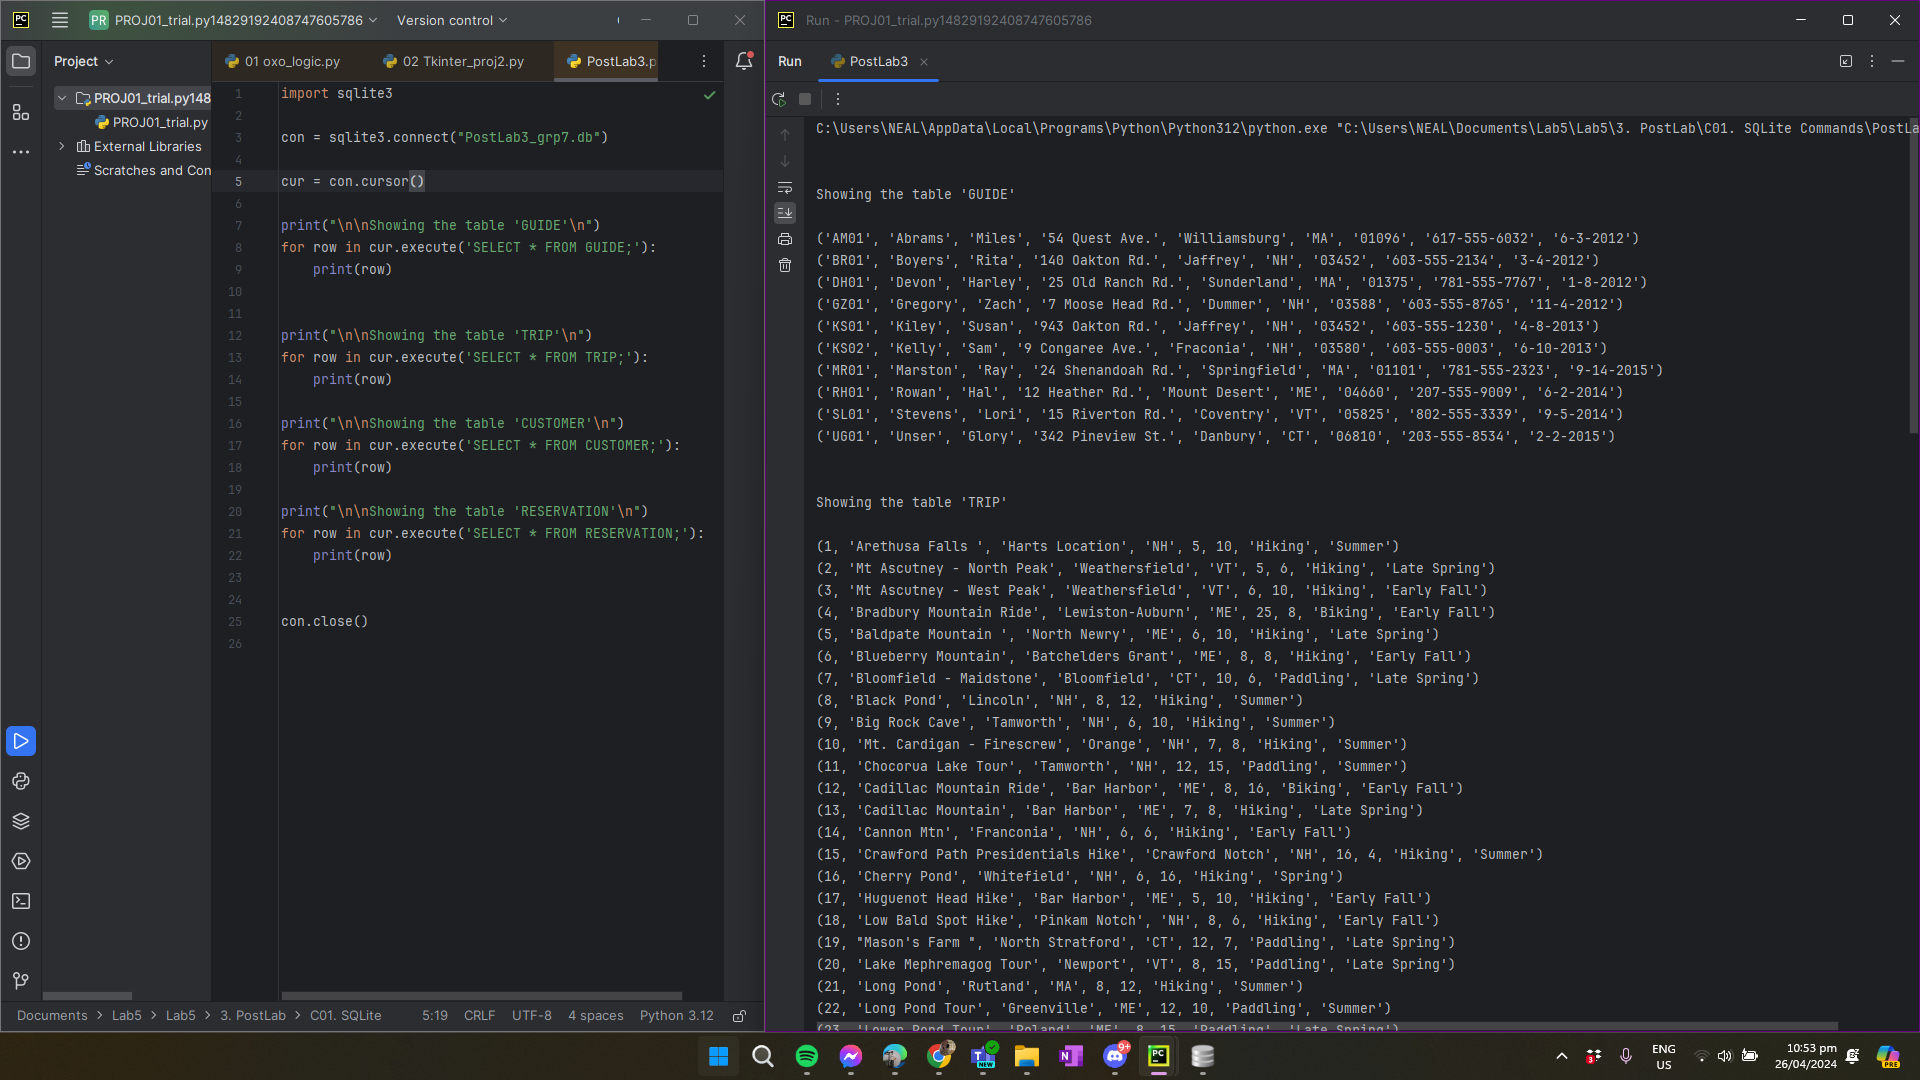 PR PROJ01_trial.py14829192408747605786
Version control
Run - PROJ01_trial.py14829192408747605786
Project
01 oxo_logic.py
02 Tkinter_proj2.py
PostLab3.p
Run
PostLab3
PROJ01_trial.py148
PROJ01_trial.py
External Libraries
Scratches and Con
1 import sqlite3
2
3 con = sqlite3.connect("PostLab3_grp7.db")
4
5 cur = con.cursor()
6
7 print("\n\nShowing the table 'GUIDE'\n")
8 for row in cur.execute('SELECT * FROM GUIDE;'):
9 print(row)
10
11
12 print("\n\nShowing the table 'TRIP'\n")
13 for row in cur.execute('SELECT * FROM TRIP;'):
14 print(row)
15
16 print("\n\nShowing the table 'CUSTOMER'\n")
17 for row in cur.execute('SELECT * FROM CUSTOMER;'):
18 print(row)
19
20 print("\n\nShowing the table 'RESERVATION'\n")
21 for row in cur.execute('SELECT * FROM RESERVATION;'):
22 print(row)
23
24
25 con.close()
26
C:\Users\NEAL\AppData\Local\Programs\Python\Python312\python.exe "C:\Users\NEAL\Documents\Lab5\Lab5\3. PostLab\C01. SQLite Commands\PostLa
Showing the table 'GUIDE'
('AM01', 'Abrams', 'Miles', '54 Quest Ave.', 'Williamsburg', 'MA', '01096', '617-555-6032', '6-3-2012')
('BR01', 'Boyers', 'Rita', '140 Oakton Rd.', 'Jaffrey', 'NH', '03452', '603-555-2134', '3-4-2012')
('DH01', 'Devon', 'Harley', '25 Old Ranch Rd.', 'Sunderland', 'MA', '01375', '781-555-7767', '1-8-2012')
('GZ01', 'Gregory', 'Zach', '7 Moose Head Rd.', 'Dummer', 'NH', '03588', '603-555-8765', '11-4-2012')
('KS01', 'Kiley', 'Susan', '943 Oakton Rd.', 'Jaffrey', 'NH', '03452', '603-555-1230', '4-8-2013')
('KS02', 'Kelly', 'Sam', '9 Congaree Ave.', 'Fraconia', 'NH', '03580', '603-555-0003', '6-10-2013')
('MR01', 'Marston', 'Ray', '24 Shenandoah Rd.', 'Springfield', 'MA', '01101', '781-555-2323', '9-14-2015')
('RH01', 'Rowan', 'Hal', '12 Heather Rd.', 'Mount Desert', 'ME', '04660', '207-555-9009', '6-2-2014')
('SL01', 'Stevens', 'Lori', '15 Riverton Rd.', 'Coventry', 'VT', '05825', '802-555-3339', '9-5-2014')
('UG01', 'Unser', 'Glory', '342 Pineview St.', 'Danbury', 'CT', '06810', '203-555-8534', '2-2-2015')
Showing the table 'TRIP'
(1, 'Arethusa Falls ', 'Harts Location', 'NH', 5, 10, 'Hiking', 'Summer')
(2, 'Mt Ascutney - North Peak', 'Weathersfield', 'VT', 5, 6, 'Hiking', 'Late Spring')
(3, 'Mt Ascutney - West Peak', 'Weathersfield', 'VT', 6, 10, 'Hiking', 'Early Fall')
(4, 'Bradbury Mountain Ride', 'Lewiston-Auburn', 'ME', 25, 8, 'Biking', 'Early Fall')
(5, 'Baldpate Mountain ', 'North Newry', 'ME', 6, 10, 'Hiking', 'Late Spring')
(6, 'Blueberry Mountain', 'Batchelders Grant', 'ME', 8, 8, 'Hiking', 'Early Fall')
(7, 'Bloomfield - Maidstone', 'Bloomfield', 'CT', 10, 6, 'Paddling', 'Late Spring')
(8, 'Black Pond', 'Lincoln', 'NH', 8, 12, 'Hiking', 'Summer')
(9, 'Big Rock Cave', 'Tamworth', 'NH', 6, 10, 'Hiking', 'Summer')
(10, 'Mt. Cardigan - Firescrew', 'Orange', 'NH', 7, 8, 'Hiking', 'Summer')
(11, 'Chocorua Lake Tour', 'Tamworth', 'NH', 12, 15, 'Paddling', 'Summer')
(12, 'Cadillac Mountain Ride', 'Bar Harbor', 'ME', 8, 16, 'Biking', 'Early Fall')
(13, 'Cadillac Mountain', 'Bar Harbor', 'ME', 7, 8, 'Hiking', 'Late Spring')
(14, 'Cannon Mtn', 'Franconia', 'NH', 6, 6, 'Hiking', 'Early Fall')
(15, 'Crawford Path Presidentials Hike', 'Crawford Notch', 'NH', 16, 4, 'Hiking', 'Summer')
(16, 'Cherry Pond', 'Whitefield', 'NH', 6, 16, 'Hiking', 'Spring')
(17, 'Huguenot Head Hike', 'Bar Harbor', 'ME', 5, 10, 'Hiking', 'Early Fall')
(18, 'Low Bald Spot Hike', 'Pinkam Notch', 'NH', 8, 6, 'Hiking', 'Early Fall')
(19, "Mason's Farm ", 'North Stratford', 'CT', 12, 7, 'Paddling', 'Late Spring')
(20, 'Lake Mephremagog Tour', 'Newport', 'VT', 8, 15, 'Paddling', 'Late Spring')
(21, 'Long Pond', 'Rutland', 'MA', 8, 12, 'Hiking', 'Summer')
(22, 'Long Pond Tour', 'Greenville', 'ME', 12, 10, 'Paddling', 'Summer')
(23, 'Lower Pond Tour', 'Poland', 'ME', 8, 15, 'Paddling', 'Late Spring')
Documents > Lab5 > Lab5 > 3. PostLab > C01. SQLite
5:19 CRLF UTF-8 4 spaces Python 3.12
NEW
9+
3
ENG
US
10:53 pm
26/04/2024
PRE